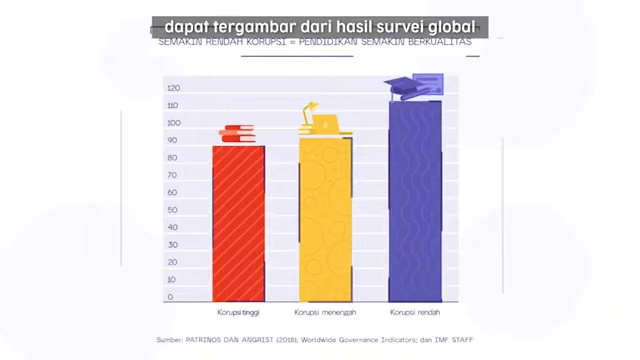 dapat tergambar dari hasil survei global
SEMAKIN RENDAH KORUPSI = PENDIDIKAN SEMAKIN BERKUALITAS
120
110
100
90
80
70
60
50
40
30
20
10
0
Korupsi tinggi
Korupsi menengah
Korupsi rendah
Sumber: PATRINOS DAN ANGRIST (2018); Worldwide Governance Indicators; dan IMF STAFF